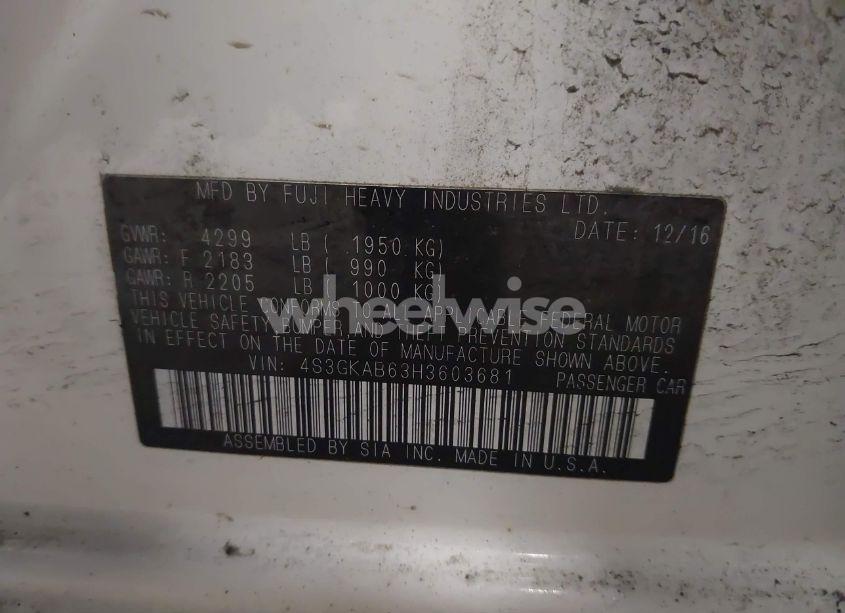 MFD BY FUJI HEAVY INDUSTRIES LTD.
DATE: 12/16
GVWR: 4299 LB ( 1950 KG)
GAWR: F 2183 LB ( 990 KG)
GAWR: R 2205 LB ( 1000 KG)
THIS VEHICLE CONFORMS TO ALL APPLICABLE FEDERAL MOTOR
VEHICLE SAFETY, BUMPER AND THEFT PREVENTION STANDARDS
IN EFFECT ON THE DATE OF MANUFACTURE SHOWN ABOVE.
VIN: 4S3GKAB63H3603681 PASSENGER CAR
ASSEMBLED BY SIA INC. MADE IN U.S.A.
wheelwise